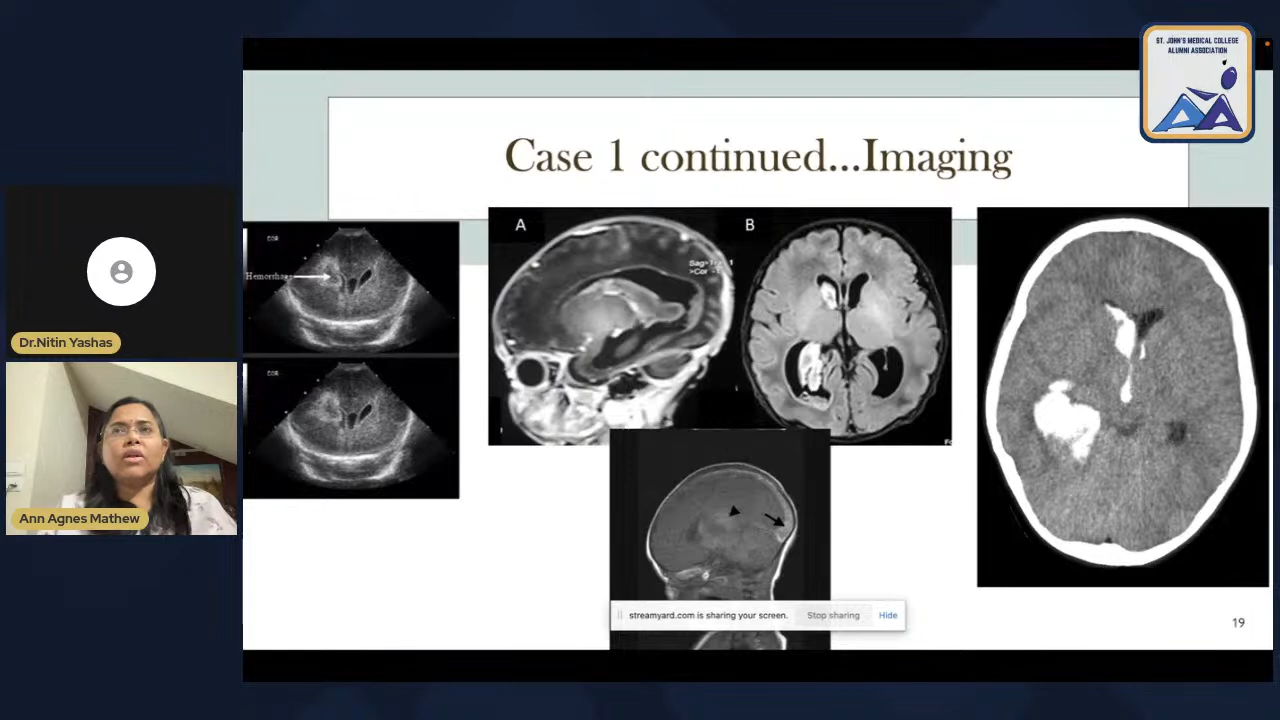 ST. JOHN'S MEDICAL COLLEGE
ALUMNI ASSOCIATION
Case 1 continued...Imaging
Hemorrhage
A
B
Dr.Nitin Yashas
Ann Agnes Mathew
streamyard.com is sharing your screen.
Stop sharing
Hide
19